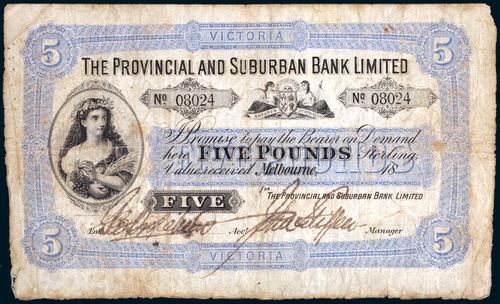 5 VICTORIA 5
THE PROVINCIAL AND SUBURBAN BANK LIMITED
No 08024 No 08024
I Promise to pay the Bearer on Demand
here FIVE POUNDS Sterling.
Value received Melbourne, 18
For THE PROVINCIAL AND SUBURBAN BANK LIMITED
FIVE
Acct Manager
5 VICTORIA 5